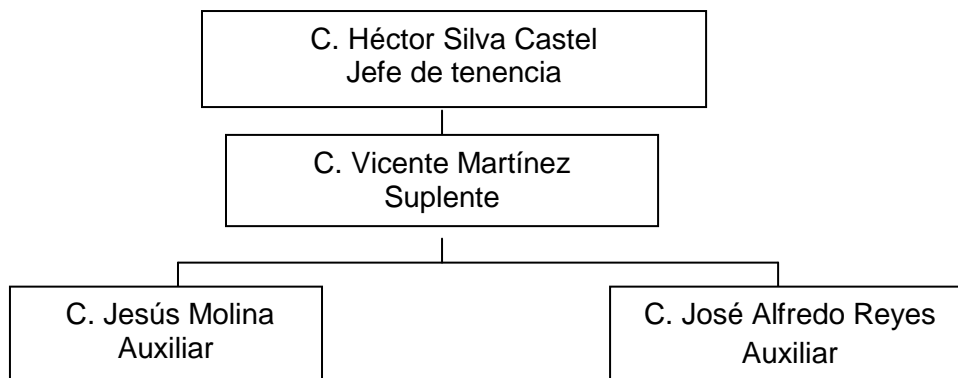 C. Héctor Silva Castel
Jefe de tenencia
C. Vicente Martínez
Suplente
C. Jesús Molina
Auxiliar
C. José Alfredo Reyes
Auxiliar